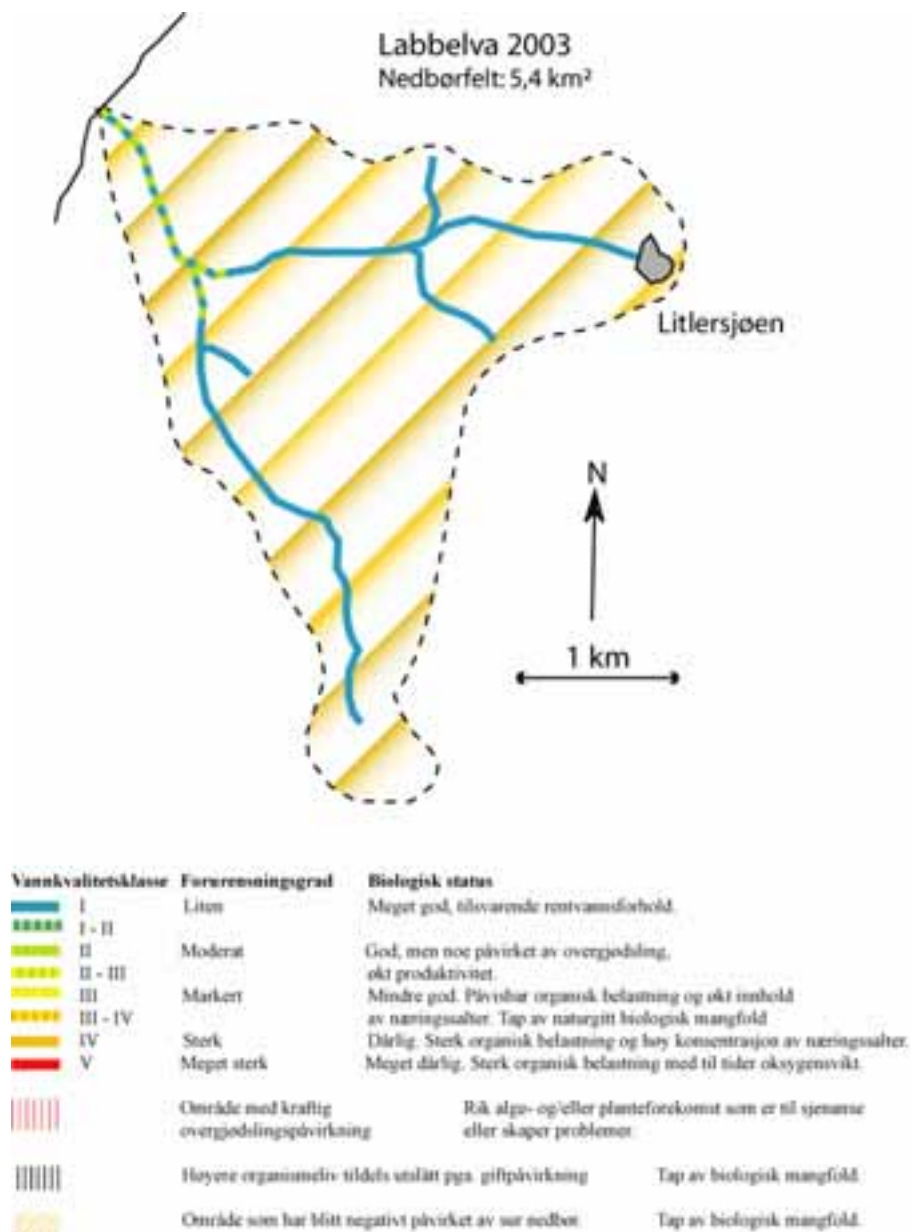 Labbelva 2003
Nedbørfelt: 5,4 km²
Litlersjøen
N
1 km
Vannkvalitetsklasse Forurensningsgrad Biologisk status
I Liten Meget god, tilsvarende rentvannsforhold.
I - II
II Moderat God, men noe påvirket av overgjødsling,
II - III økt produktivitet.
III Markert Mindre god. Påvisbar organisk belastning og økt innhold
III - IV av næringssalter. Tap av naturgitt biologisk mangfold
IV Sterk Dårlig. Sterk organisk belastning og høy konsentrasjon av næringssalter.
V Meget sterk Meget dårlig. Sterk organisk belastning med til tider oksygensvikt.
Område med kraftig Rik alge- og/eller planteforekomst som er til sjenanse
overgjødslingspåvirkning eller skaper problemer.
Høyere organismeliv tildels utslått pga. giftpåvirkning Tap av biologisk mangfold.
Område som har blitt negativt påvirket av sur nedbør. Tap av biologisk mangfold.